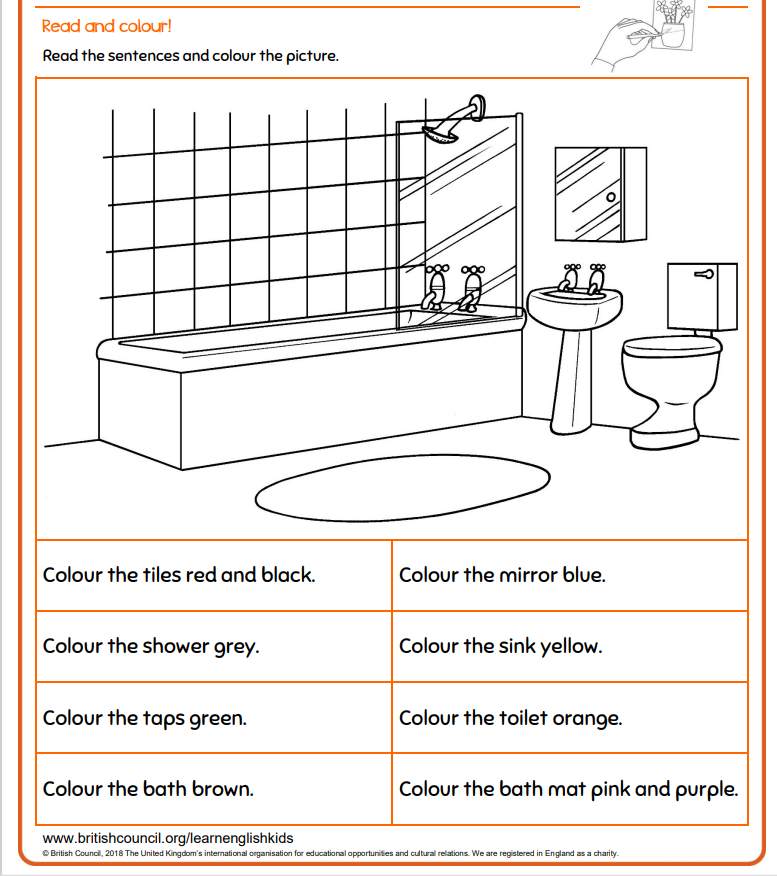 Read and colour!
Read the sentences and colour the picture.
Colour the tiles red and black.
Colour the mirror blue.
Colour the shower grey.
Colour the sink yellow.
Colour the taps green.
Colour the toilet orange.
Colour the bath brown.
Colour the bath mat pink and purple.
www.britishcouncil.org/learnenglishkids
© British Council, 2018 The United Kingdom's international organisation for educational opportunities and cultural relations. We are registered in England as a charity.